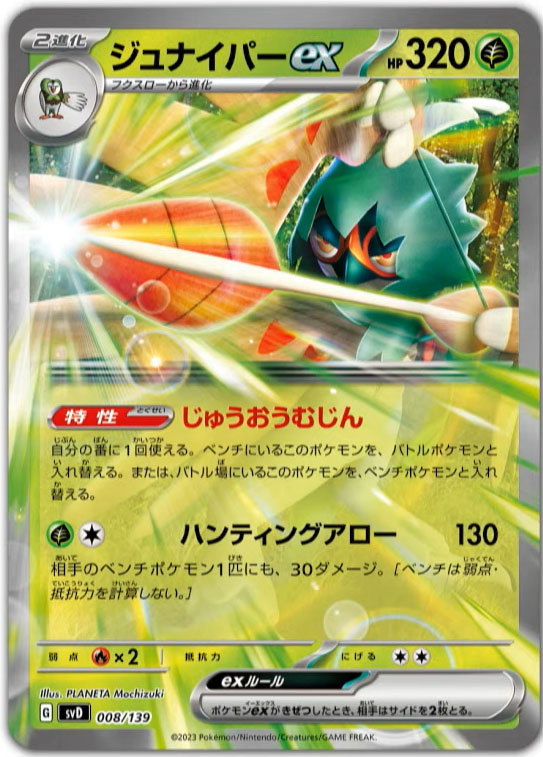 2進化
ジュナイパーex
HP320
フクスローから進化
特性 とくせい じゅうおうむじん
自分の番に1回使える。ベンチにいるこのポケモンを、バトルポケモンと
入れ替える。または、バトル場にいるこのポケモンを、ベンチポケモンと入れ
替える。
ハンティングアロー 130
相手のベンチポケモン1匹にも、30ダメージ。[ベンチは弱点・
抵抗力を計算しない。]
弱点 ×2 抵抗力 にげる
exルール
ポケモンexがきぜつしたとき、相手はサイドを2枚とる。
Illus. PLANETA Mochizuki
G svD 008/139
©2023 Pokémon/Nintendo/Creatures/GAME FREAK.